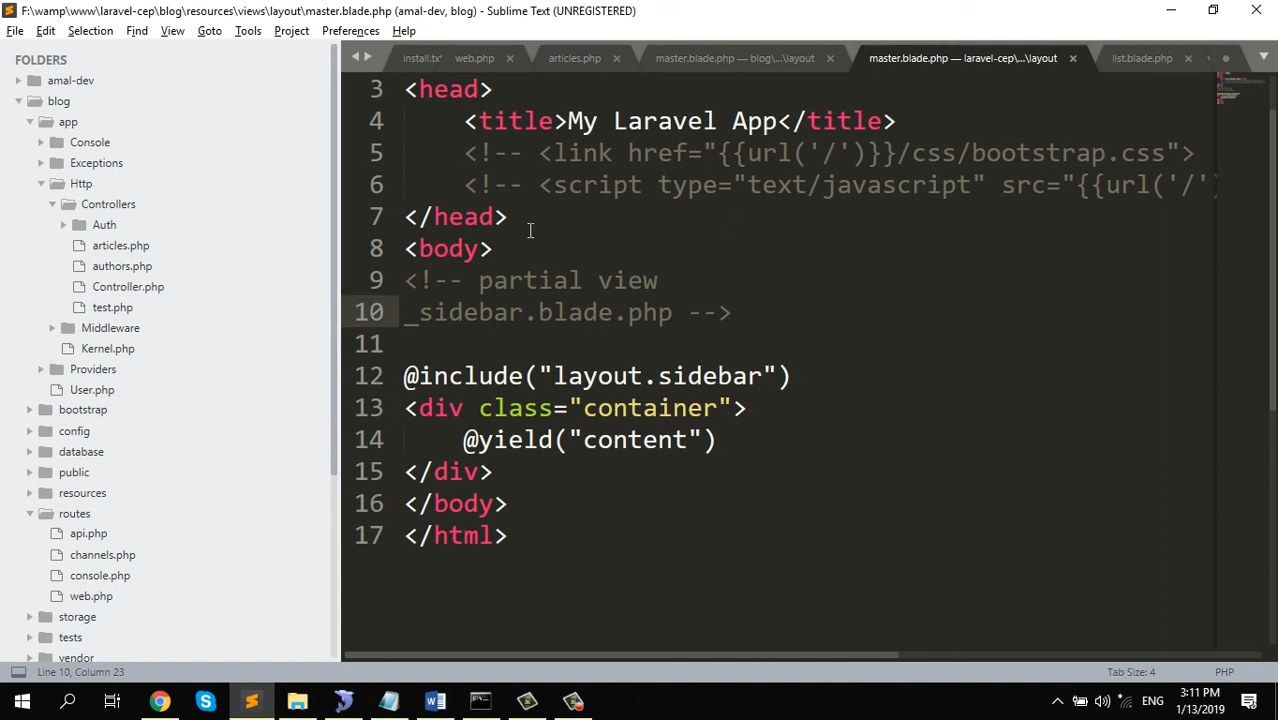 F:\wamp\www\laravel-cep\blog\resources\views\layout\master.blade.php (amal-dev, blog) - Sublime Text (UNREGISTERED)
File Edit Selection Find View Goto Tools Project Preferences Help
FOLDERS
amal-dev
blog
app
Console
Exceptions
Http
Controllers
Auth
articles.php
authors.php
Controller.php
test.php
Middleware
Kernel.php
Providers
User.php
bootstrap
config
database
public
resources
routes
api.php
channels.php
console.php
web.php
storage
tests
vendor
install.txt web.php articles.php master.blade.php — blog\...\layout master.blade.php — laravel-cep\...\layout list.blade.php
3 <head>
4 <title>My Laravel App</title>
5 <!-- <link href="{{url('/')}}/css/bootstrap.css">
6 <!-- <script type="text/javascript" src="{{url('/')
7 </head>
8 <body>
9 <!-- partial view
10 _sidebar.blade.php -->
11
12 @include("layout.sidebar")
13 <div class="container">
14 @yield("content")
15 </div>
16 </body>
17 </html>
Line 10, Column 23
Tab Size: 4
PHP
ENG
3:11 PM
1/13/2019